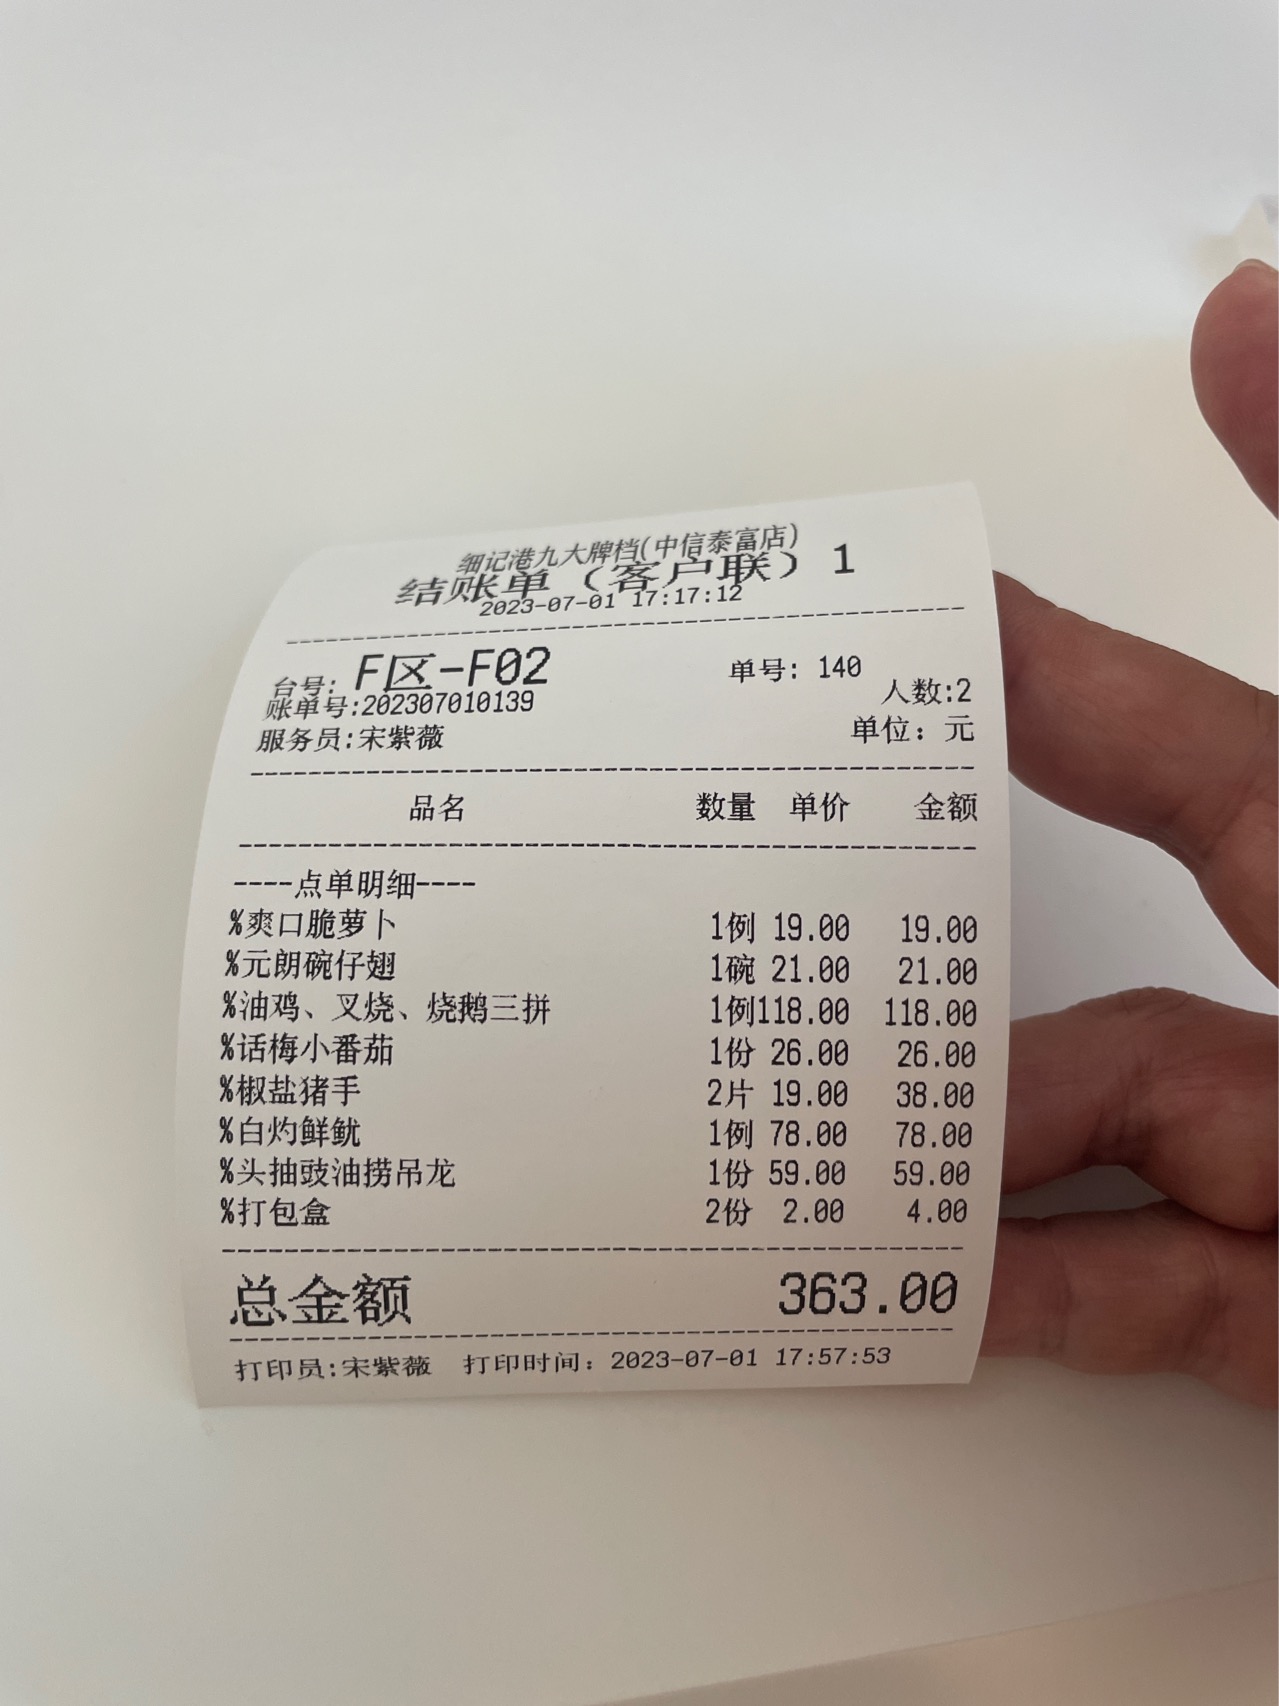 细记港九大牌档(中信泰富店)
结账单（客户联）1
2023-07-01 17:17:12
台号: F区-F02 单号: 140
账单号:202307010139 人数:2
服务员:宋紫薇 单位：元
品名 数量 单价 金额
----点单明细----
%爽口脆萝卜 1例 19.00 19.00
%元朗碗仔翅 1碗 21.00 21.00
%油鸡、叉烧、烧鹅三拼 1例118.00 118.00
%话梅小番茄 1份 26.00 26.00
%椒盐猪手 2片 19.00 38.00
%白灼鲜鱿 1例 78.00 78.00
%头抽豉油捞吊龙 1份 59.00 59.00
%打包盒 2份 2.00 4.00
总金额 363.00
打印员:宋紫薇 打印时间：2023-07-01 17:57:53